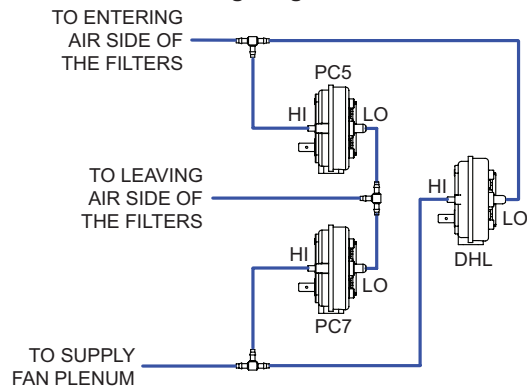 TO ENTERING
AIR SIDE OF
THE FILTERS
PC5
HI
LO
TO LEAVING
AIR SIDE OF
THE FILTERS
HI
LO
DHL
HI
LO
PC7
TO SUPPLY
FAN PLENUM